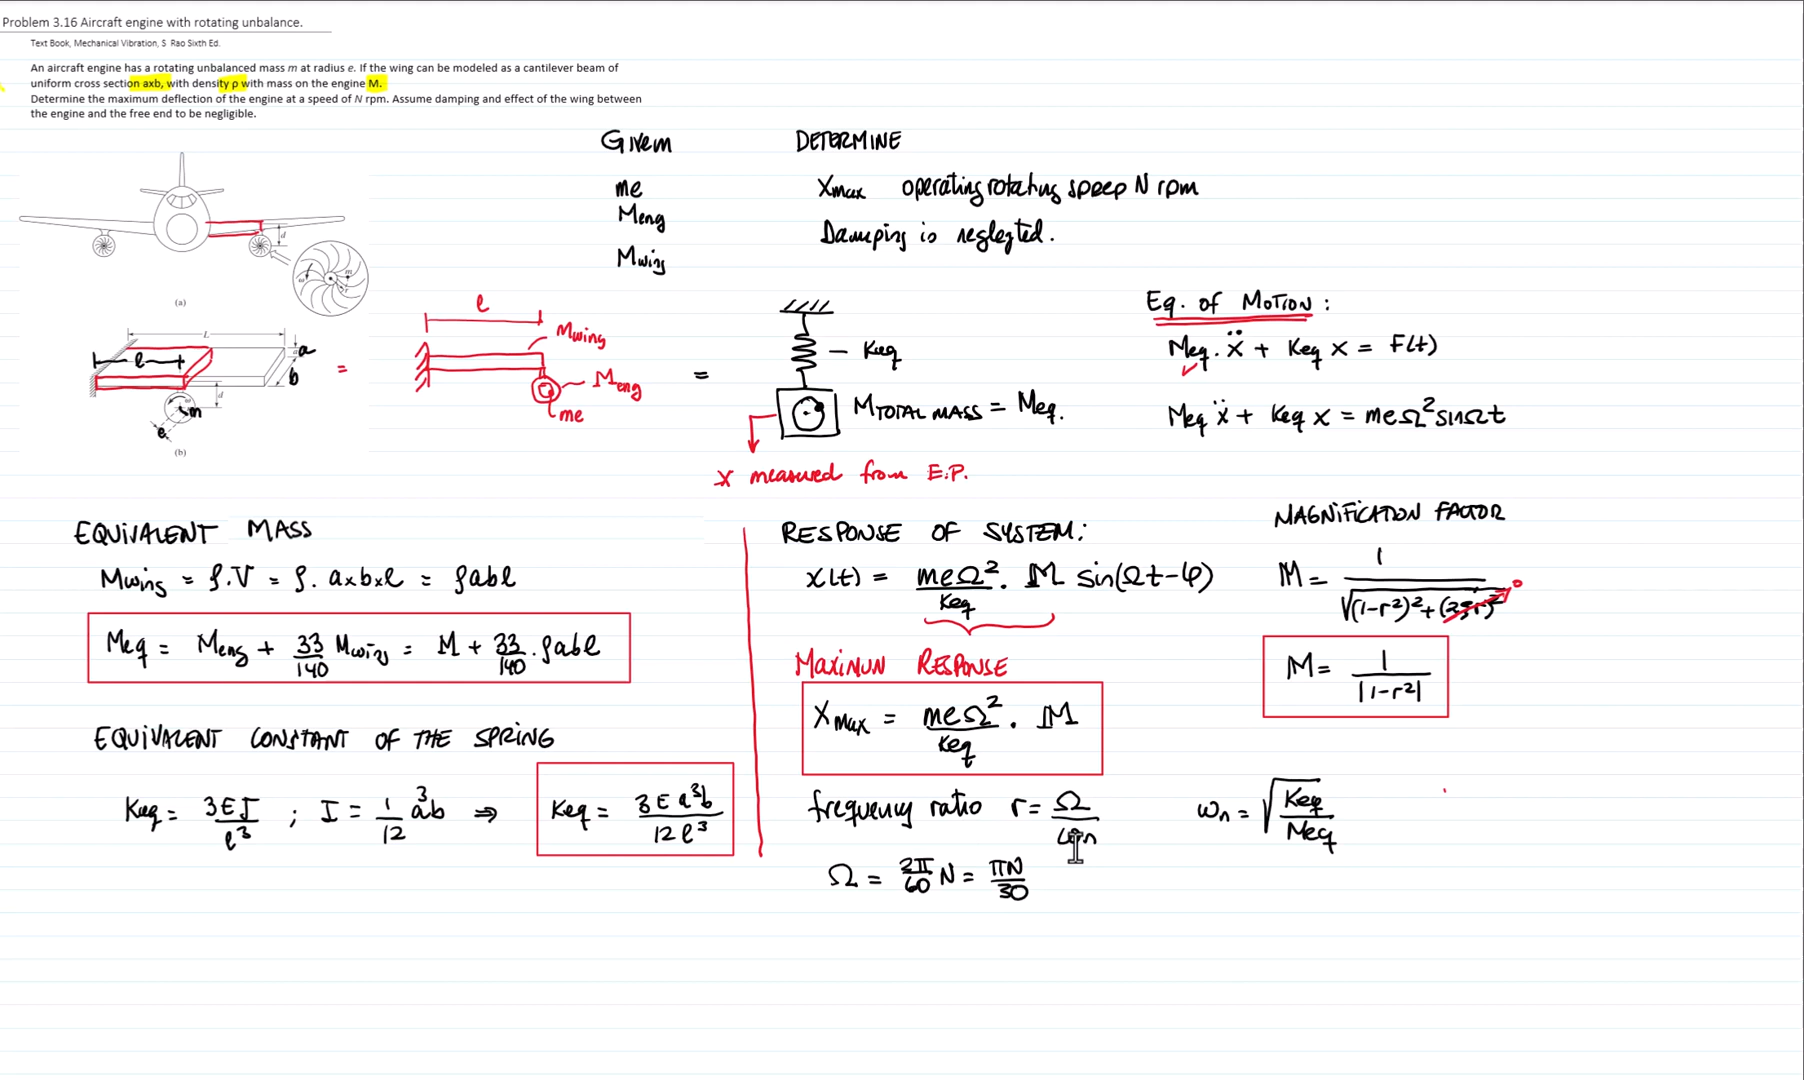 Problem 3.16 Aircraft engine with rotating unbalance.
Text Book, Mechanical Vibration, S Rao Sixth Ed.
An aircraft engine has a rotating unbalanced mass m at radius e. If the wing can be modeled as a cantilever beam of
uniform cross section axb, with density ρ with mass on the engine M.
Determine the maximum deflection of the engine at a speed of N rpm. Assume damping and effect of the wing between
the engine and the free end to be negligible.
Given
me
Meng
Mwing
DETERMINE
Xmax operating rotating speed N rpm
Damping is neglected.
d
m
ω
r
(a)
L
l
a
b
d
ω
m
e
(b)
=
l
Mwing
Meng
me
=
Keq
MTOTAL MASS = Meq.
x measured from E.P.
Eq. of MOTION:
Meq. ẍ + Keq x = F(t)
Meq ẍ + Keq x = meΩ² sinΩt
EQUIVALENT MASS
Mwing = ρ.V = ρ. axbxl = ρabl
Meq = Meng + 33/140 Mwing = M + 33/140 . ρabl
EQUIVALENT CONSTANT OF THE SPRING
Keq = 3EI/l³ ; I = 1/12 a³b ⇒ Keq = 3Ea³b/12l³
RESPONSE OF SYSTEM:
x(t) = meΩ²/Keq . M sin(Ωt-φ)
MAXIMUN RESPONSE
Xmax = meΩ²/Keq . M
frequency ratio r = Ω/ωn
ωn = √(Keq/Meq)
Ω = 2π/60 N = πN/30
MAGNIFICATION FACTOR
M = 1/√((1-r²)²+(2ξr)²) 0
M = 1/|1-r²|